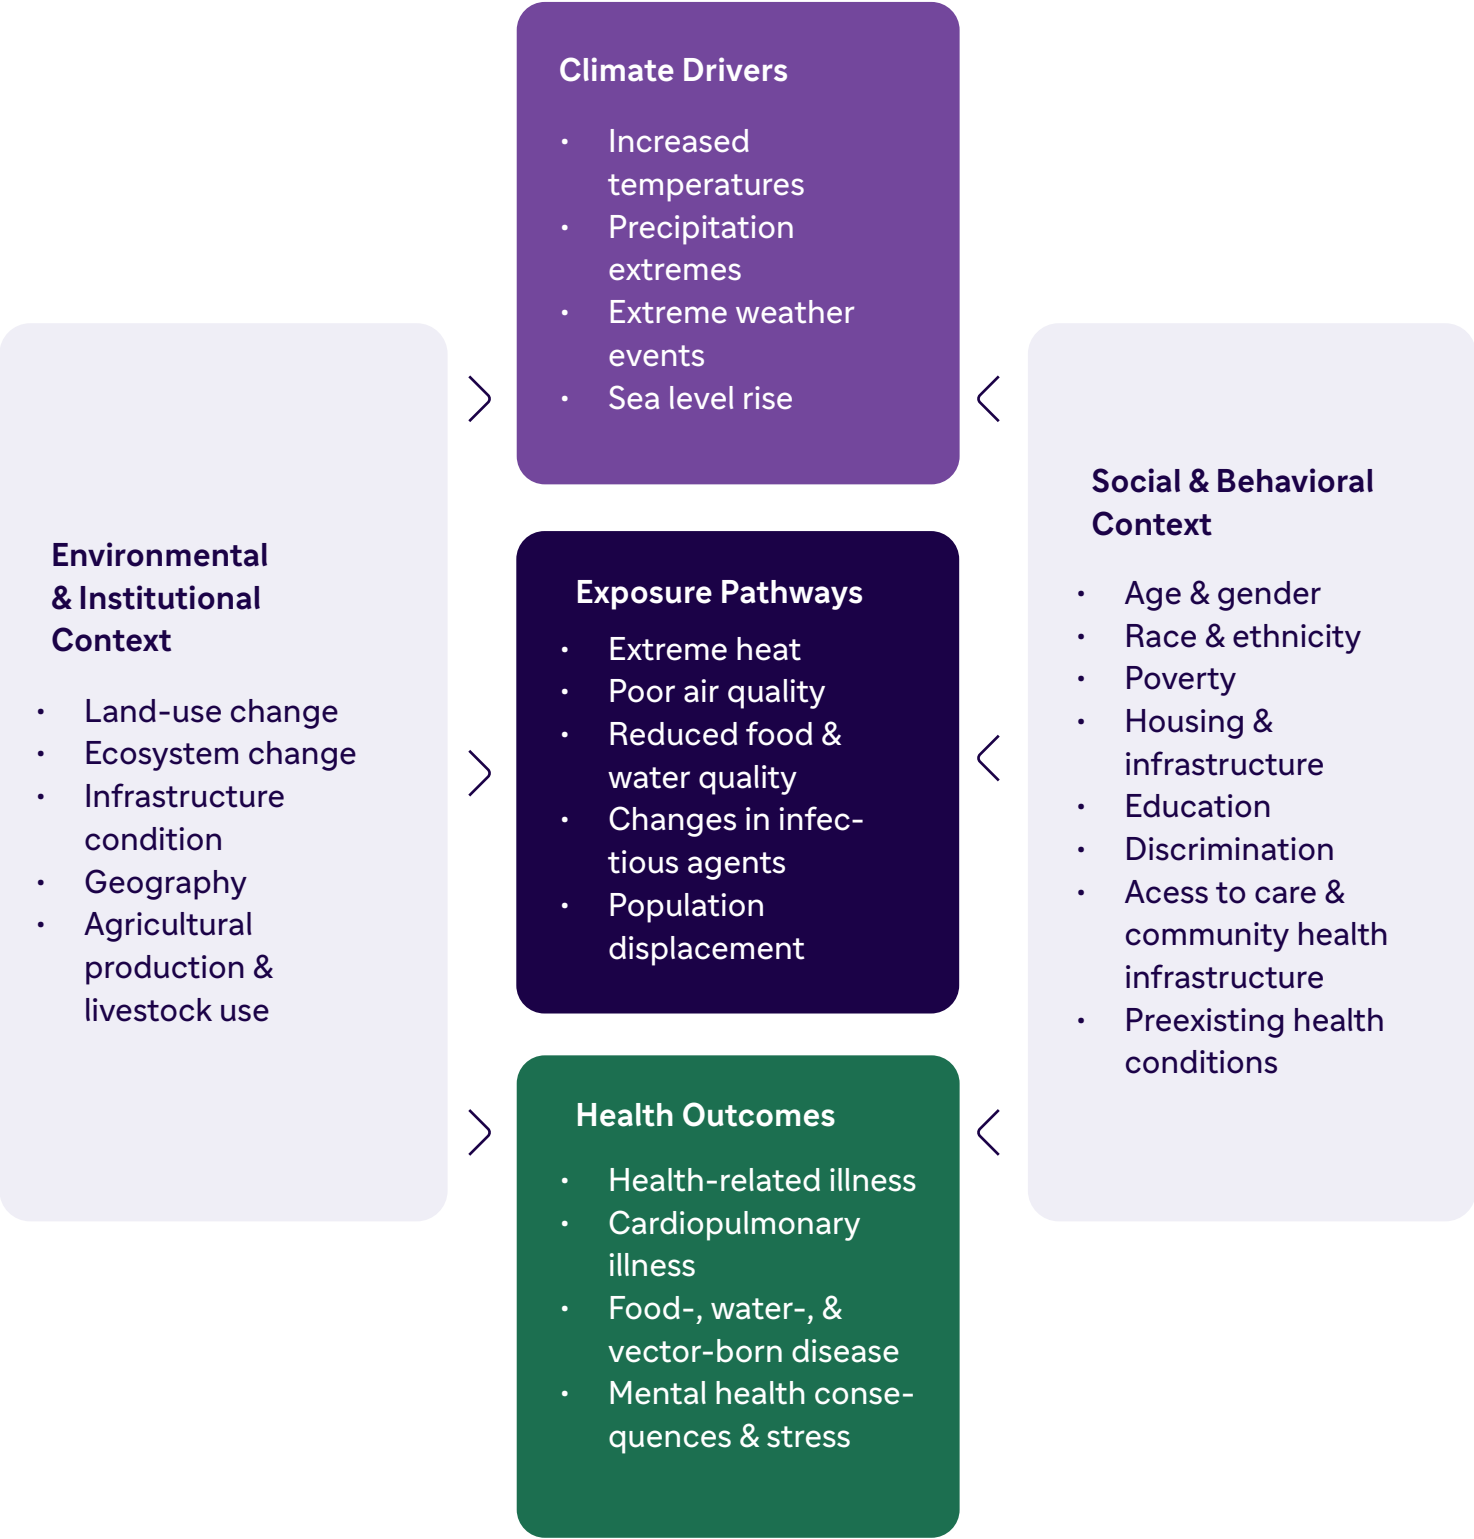 Climate Drivers
• Increased
temperatures
• Precipitation
extremes
• Extreme weather
events
• Sea level rise
Environmental
& Institutional
Context
• Land-use change
• Ecosystem change
• Infrastructure
condition
• Geography
• Agricultural
production &
livestock use
Exposure Pathways
• Extreme heat
• Poor air quality
• Reduced food &
water quality
• Changes in infec-
tious agents
• Population
displacement
Social & Behavioral
Context
• Age & gender
• Race & ethnicity
• Poverty
• Housing &
infrastructure
• Education
• Discrimination
• Acess to care &
community health
infrastructure
• Preexisting health
conditions
Health Outcomes
• Health-related illness
• Cardiopulmonary
illness
• Food-, water-, &
vector-born disease
• Mental health conse-
quences & stress